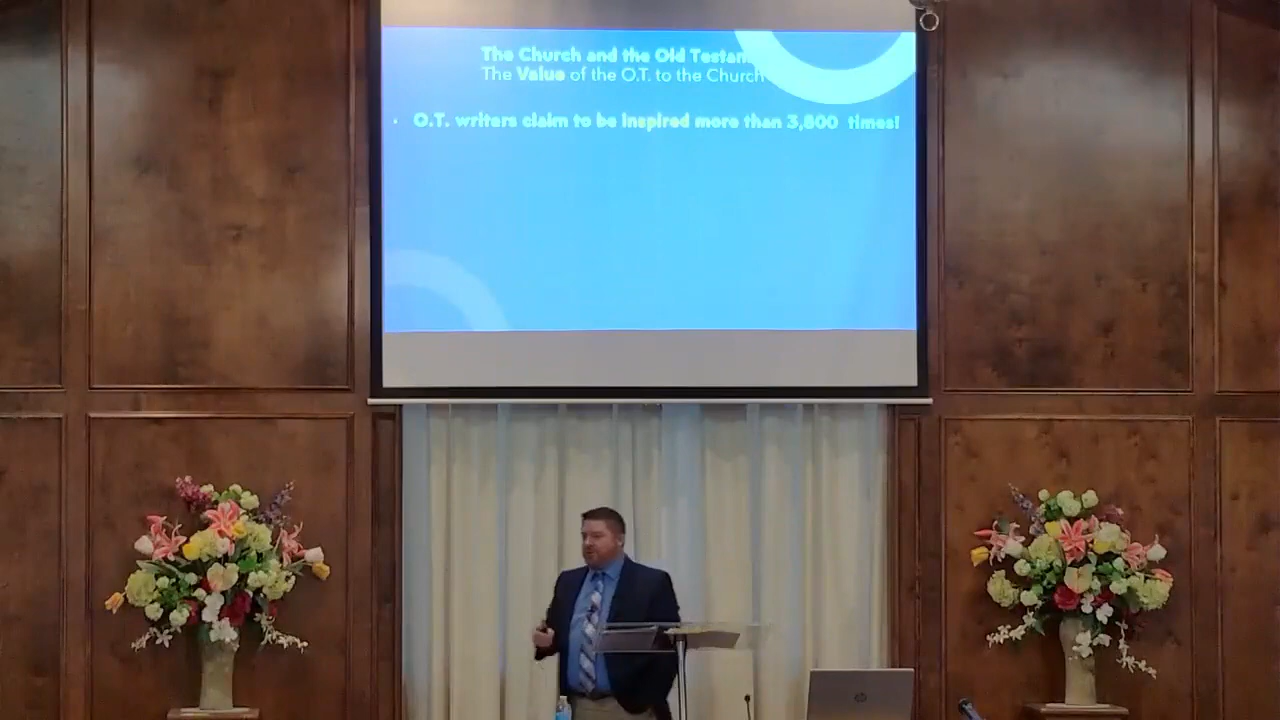 The Church and the Old Testam
The Value of the O.T. to the Church
• O.T. writers claim to be inspired more than 3,800 times!
hp